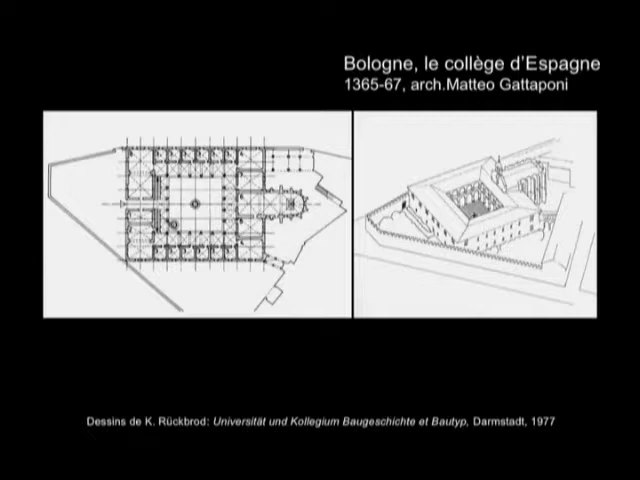 Bologne, le collège d'Espagne
1365-67, arch.Matteo Gattaponi
Dessins de K. Rückbrod: Universität und Kollegium Baugeschichte et Bautyp, Darmstadt, 1977